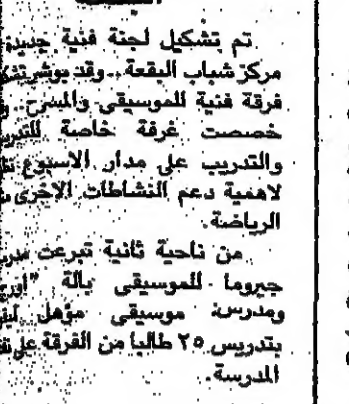 تم تشكيل لجنة فنية جديدة
مركز شباب البقعة.. وقد بوشر
فرقة فنية للموسيقى والمسرح..
خصصت غرفة خاصة
والتدريب على مدار الاسبوع
لاهمية دعم النشاطات الاخرى
الرياضة.
من ناحية ثانية تبرعت
جيروما للموسيقى بالة
ومدرسة موسيقى مؤهل
بتدريس ٢٥ طالبا من الفرقة على
المدرسة.